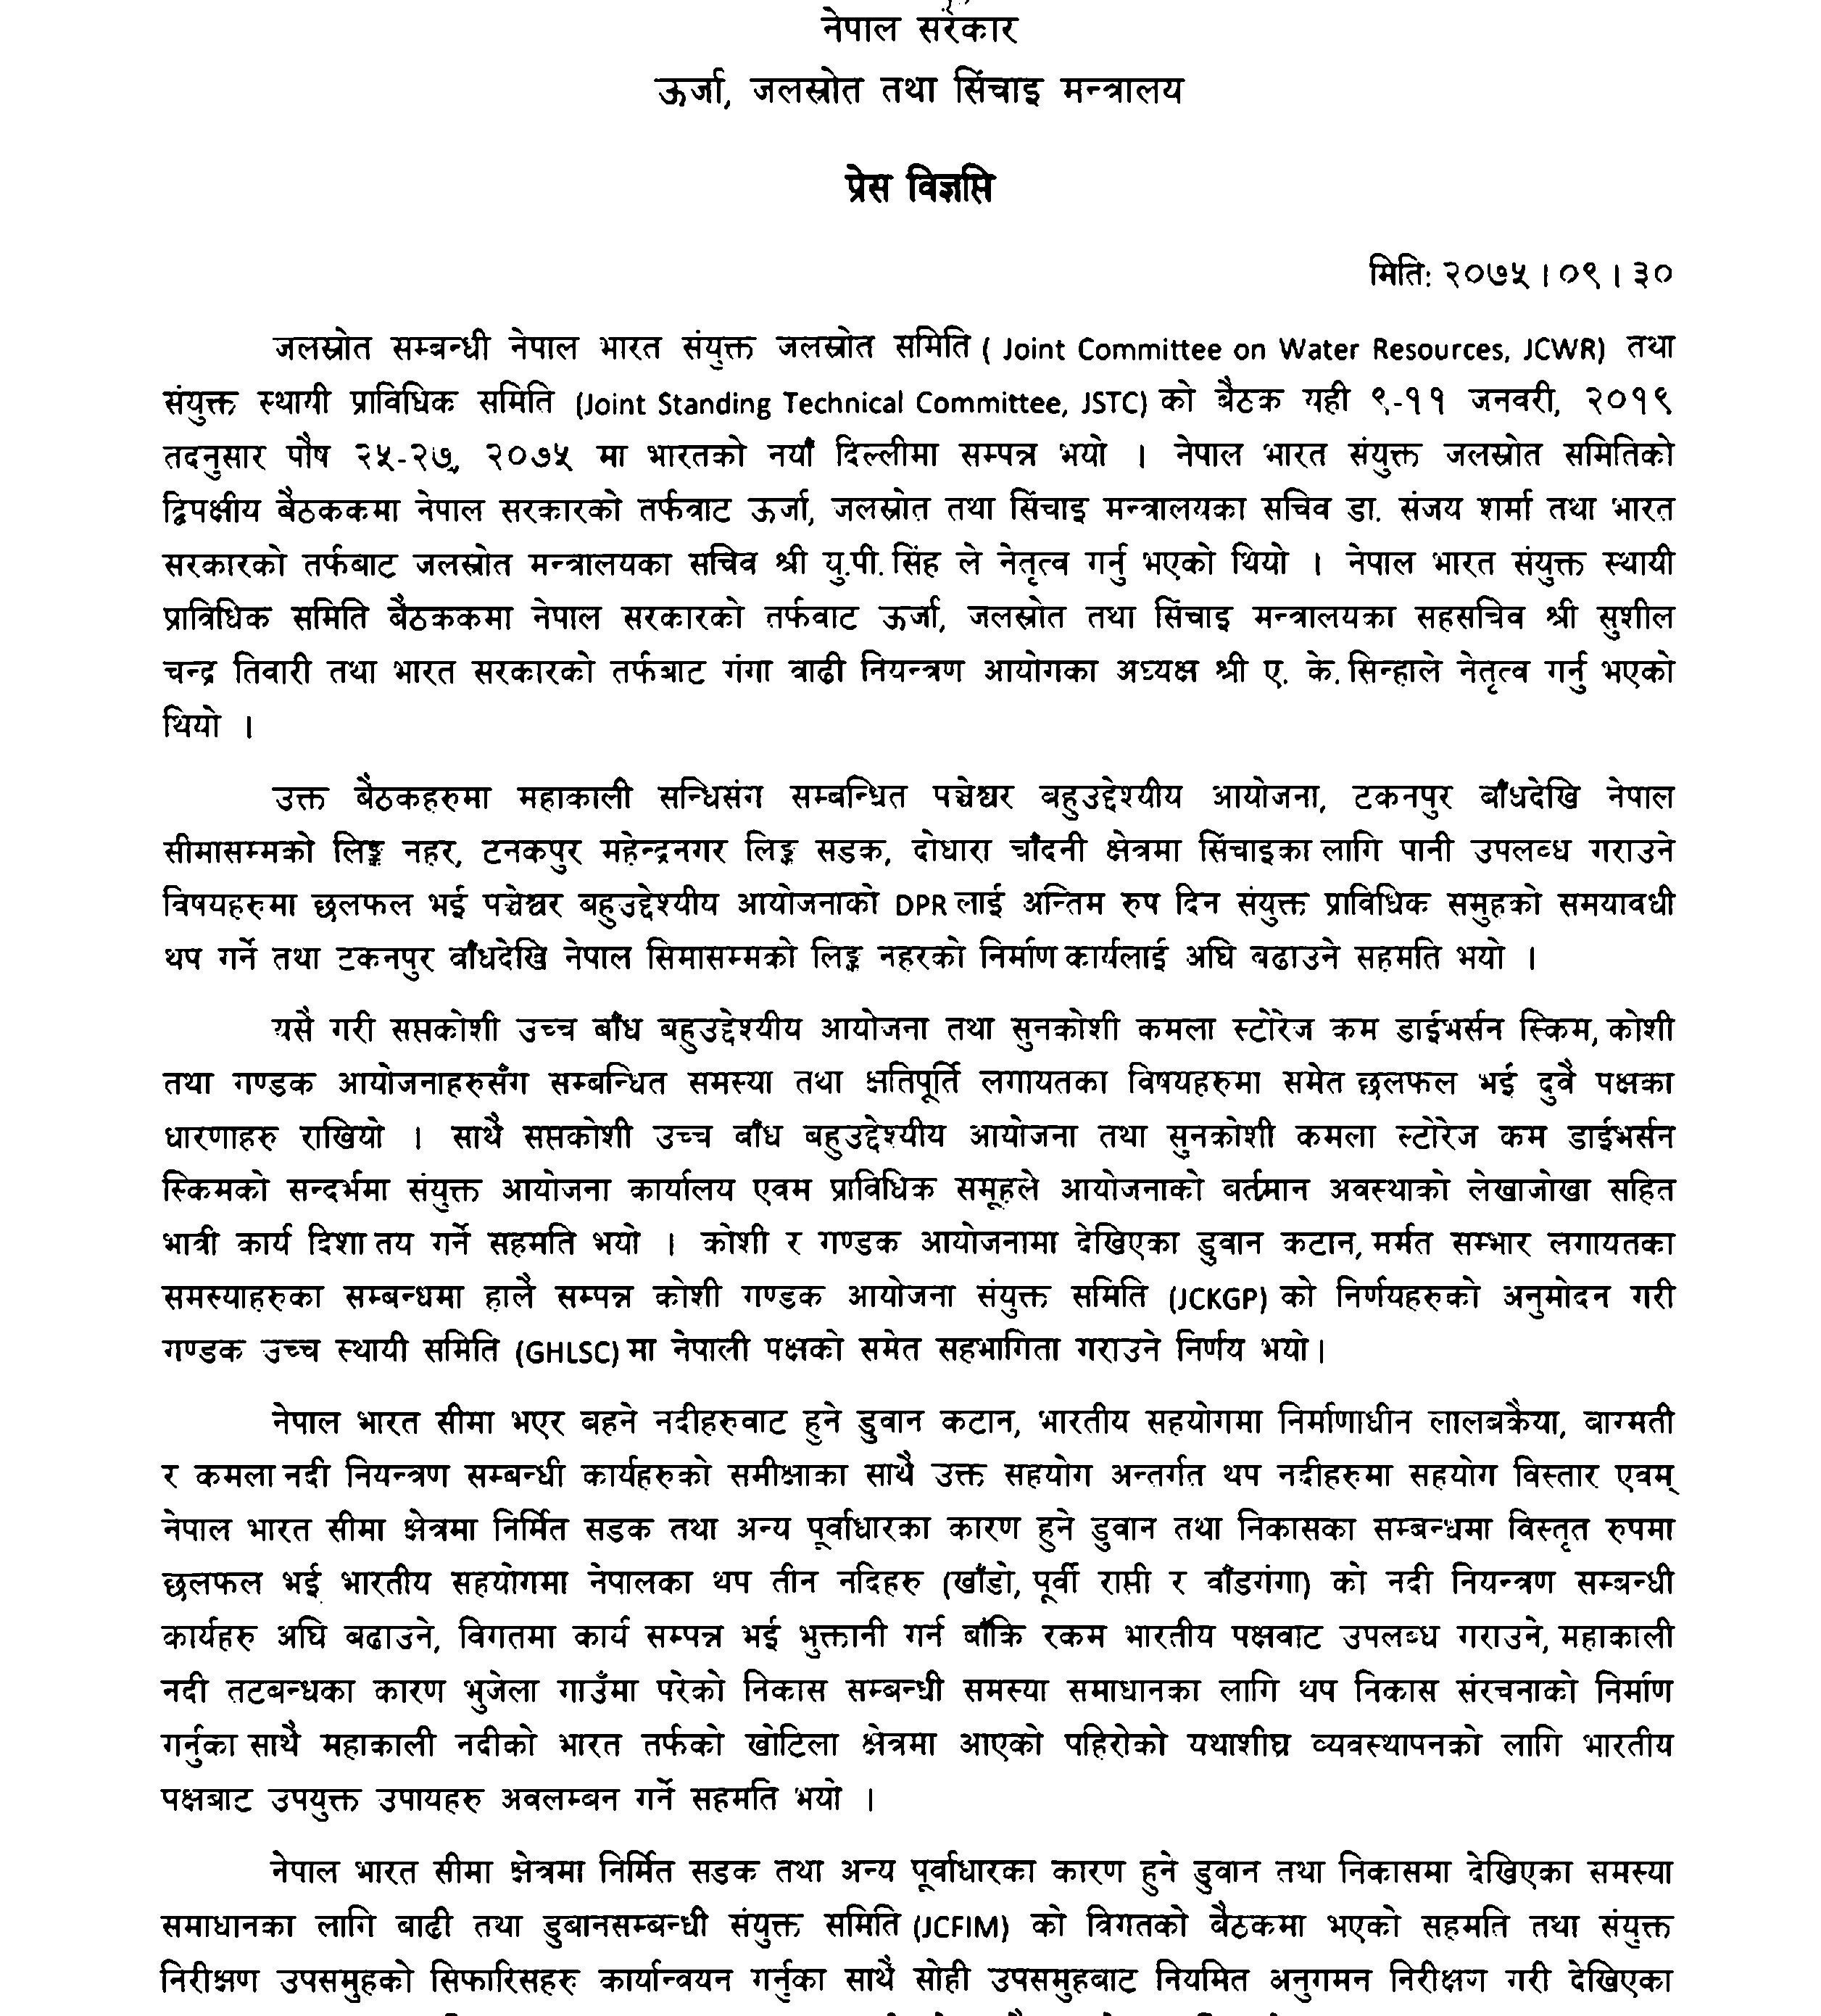 नेपाल सरकार
ऊर्जा, जलस्रोत तथा सिंचाइ मन्त्रालय
प्रेस विज्ञप्ति
मिति: २०७५।०९।३०
जलस्रोत सम्बन्धी नेपाल भारत संयुक्त जलस्रोत समिति ( Joint Committee on Water Resources, JCWR) तथा
संयुक्त स्थायी प्राविधिक समिति (Joint Standing Technical Committee, JSTC) को बैठक यही ९-११ जनवरी, २०१९
तदनुसार पौष २५-२७, २०७५ मा भारतको नयाँ दिल्लीमा सम्पन्न भयो । नेपाल भारत संयुक्त जलस्रोत समितिको
द्विपक्षीय बैठककमा नेपाल सरकारको तर्फबाट ऊर्जा, जलस्रोत तथा सिंचाइ मन्त्रालयका सचिव डा. संजय शर्मा तथा भारत
सरकारको तर्फबाट जलस्रोत मन्त्रालयका सचिव श्री यु.पी. सिंह ले नेतृत्व गर्नु भएको थियो । नेपाल भारत संयुक्त स्थायी
प्राविधिक समिति बैठककमा नेपाल सरकारको तर्फवाट ऊर्जा, जलस्रोत तथा सिंचाइ मन्त्रालयका सहसचिव श्री सुशील
चन्द्र तिवारी तथा भारत सरकारको तर्फबाट गंगा बाढी नियन्त्रण आयोगका अध्यक्ष श्री ए. के. सिन्हाले नेतृत्व गर्नु भएको
थियो ।
उक्त बैठकहरुमा महाकाली सन्धिसंग सम्बन्धित पञ्चेश्वर बहुउद्देश्यीय आयोजना, टकनपुर बाँधदेखि नेपाल
सीमासम्मको लिङ्क नहर, टनकपुर महेन्द्रनगर लिङ्क सडक, दोधारा चाँदनी क्षेत्रमा सिंचाइका लागि पानी उपलव्ध गराउने
विषयहरुमा छलफल भई पञ्चेश्वर बहुउद्देश्यीय आयोजनाको DPR लाई अन्तिम रुप दिन संयुक्त प्राविधिक समुहको समयावधी
थप गर्ने तथा टकनपुर बाँधदेखि नेपाल सिमासम्मको लिङ्क नहरको निर्माण कार्यलाई अघि बढाउने सहमति भयो ।
यसै गरी सप्तकोशी उच्च बाँध बहुउद्देश्यीय आयोजना तथा सुनकोशी कमला स्टोरेज कम डाईभर्सन स्किम, कोशी
तथा गण्डक आयोजनाहरुसँग सम्बन्धित समस्या तथा क्षतिपूर्ति लगायतका विषयहरुमा समेत छलफल भई दुवै पक्षका
धारणाहरु राखियो । साथै सप्तकोशी उच्च बाँध बहुउद्देश्यीय आयोजना तथा सुनकोशी कमला स्टोरेज कम डाईभर्सन
स्किमको सन्दर्भमा संयुक्त आयोजना कार्यालय एवम प्राविधिक समूहले आयोजनाको बर्तमान अवस्थाको लेखाजोखा सहित
भावी कार्य दिशा तय गर्ने सहमति भयो । कोशी र गण्डक आयोजनामा देखिएका डुवान कटान, मर्मत सम्भार लगायतका
समस्याहरुका सम्बन्धमा हालै सम्पन्न कोशी गण्डक आयोजना संयुक्त समिति (JCKGP) को निर्णयहरुको अनुमोदन गरी
गण्डक उच्च स्थायी समिति (GHLSC) मा नेपाली पक्षको समेत सहभागिता गराउने निर्णय भयो।
नेपाल भारत सीमा भएर बहने नदीहरुवाट हुने डुवान कटान, भारतीय सहयोगमा निर्माणाधीन लालबकैया, बाग्मती
र कमला नदी नियन्त्रण सम्बन्धी कार्यहरुको समीक्षाका साथै उक्त सहयोग अन्तर्गत थप नदीहरुमा सहयोग विस्तार एवम्
नेपाल भारत सीमा क्षेत्रमा निर्मित सडक तथा अन्य पूर्वाधारका कारण हुने डुवान तथा निकासका सम्बन्धमा विस्तृत रुपमा
छलफल भई भारतीय सहयोगमा नेपालका थप तीन नदिहरु (खाँडो, पूर्वी राप्ती र वाँडगंगा) को नदी नियन्त्रण सम्बन्धी
कार्यहरु अघि बढाउने, विगतमा कार्य सम्पन्न भई भुक्तानी गर्न बाँकि रकम भारतीय पक्षवाट उपलब्ध गराउने, महाकाली
नदी तटबन्धका कारण भुजेला गाउँमा परेको निकास सम्बन्धी समस्या समाधानका लागि थप निकास संरचनाको निर्माण
गर्नुका साथै महाकाली नदीको भारत तर्फको खोटिला क्षेत्रमा आएको पहिरोको यथाशीघ्र व्यवस्थापनको लागि भारतीय
पक्षबाट उपयुक्त उपायहरु अवलम्बन गर्ने सहमति भयो ।
नेपाल भारत सीमा क्षेत्रमा निर्मित सडक तथा अन्य पूर्वाधारका कारण हुने डुवान तथा निकासमा देखिएका समस्या
समाधानका लागि बाढी तथा डुबानसम्बन्धी संयुक्त समिति (JCFIM) को विगतको बैठकमा भएको सहमति तथा संयुक्त
निरीक्षण उपसमुहको सिफारिसहरु कार्यान्वयन गर्नुका साथै सोही उपसमुहबाट नियमित अनुगमन निरीक्षण गरी देखिएका